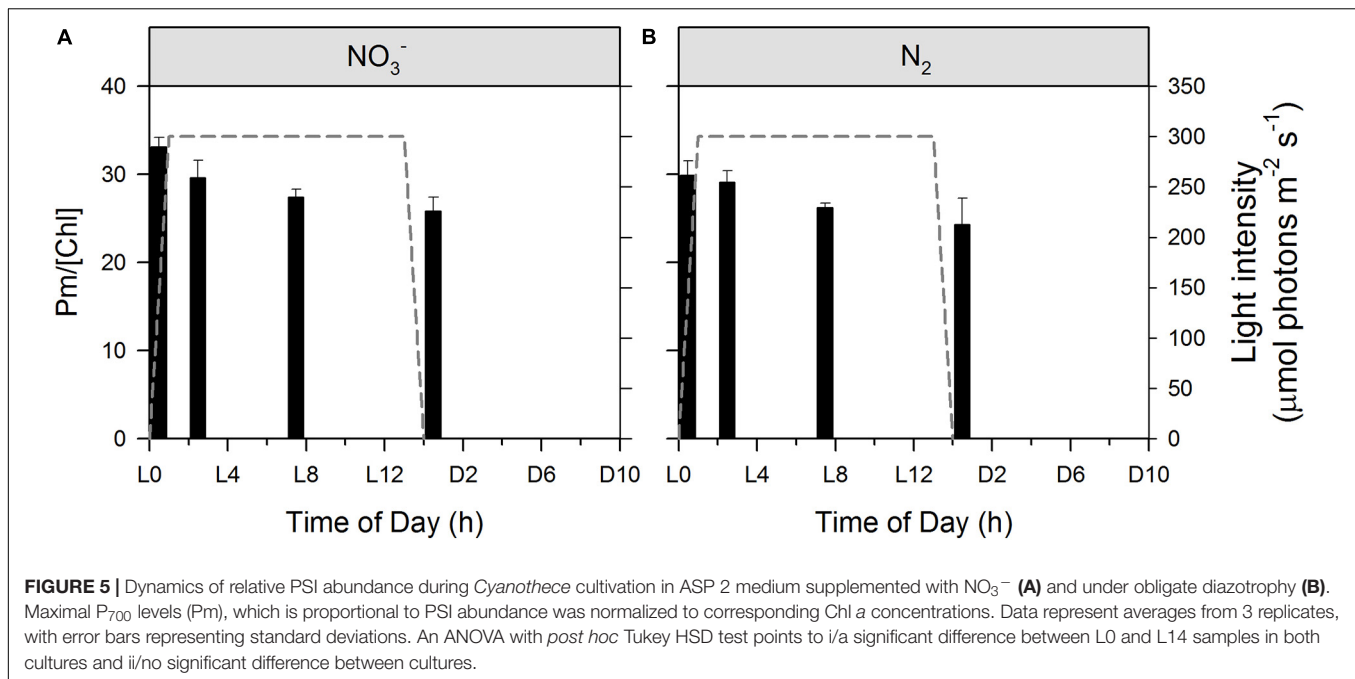 A
B
NO₃⁻
N₂
40
30
20
10
0
Pm/[Chl]
350
300
250
200
150
100
50
0
Light intensity
(μmol photons m⁻² s⁻¹)
L0 L4 L8 L12 D2 D6 D10
L0 L4 L8 L12 D2 D6 D10
Time of Day (h)
Time of Day (h)
FIGURE 5 | Dynamics of relative PSI abundance during Cyanothece cultivation in ASP 2 medium supplemented with NO₃⁻ (A) and under obligate diazotrophy (B).
Maximal P₇₀₀ levels (Pm), which is proportional to PSI abundance was normalized to corresponding Chl a concentrations. Data represent averages from 3 replicates,
with error bars representing standard deviations. An ANOVA with post hoc Tukey HSD test points to i/a significant difference between L0 and L14 samples in both
cultures and ii/no significant difference between cultures.